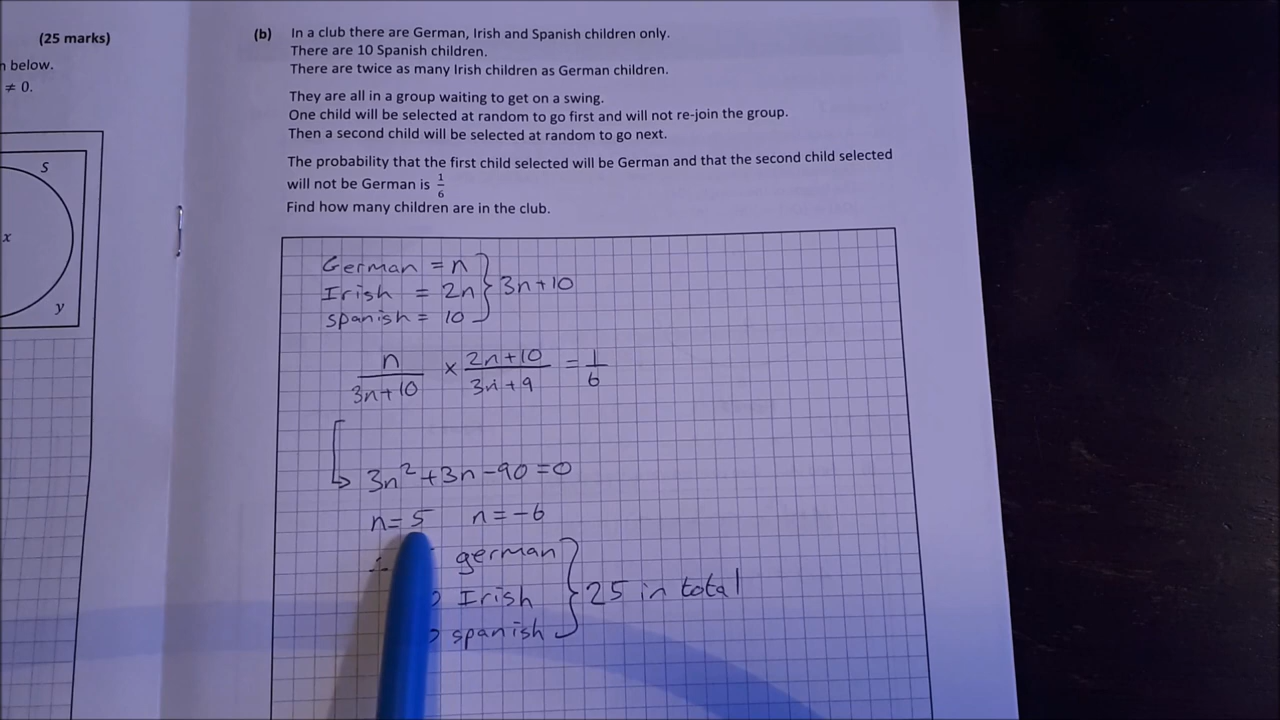 (25 marks)
below.
≠ 0.
S
x
y
(b) In a club there are German, Irish and Spanish children only.
There are 10 Spanish children.
There are twice as many Irish children as German children.
They are all in a group waiting to get on a swing.
One child will be selected at random to go first and will not re-join the group.
Then a second child will be selected at random to go next.
The probability that the first child selected will be German and that the second child selected
will not be German is 1/6
Find how many children are in the club.
German = n
Irish = 2n } 3n+10
Spanish = 10
n/(3n+10) × (2n+10)/(3n+9) = 1/6
3n²+3n-90=0
n=5 n=-6
german
Irish } 25 in total
spanish